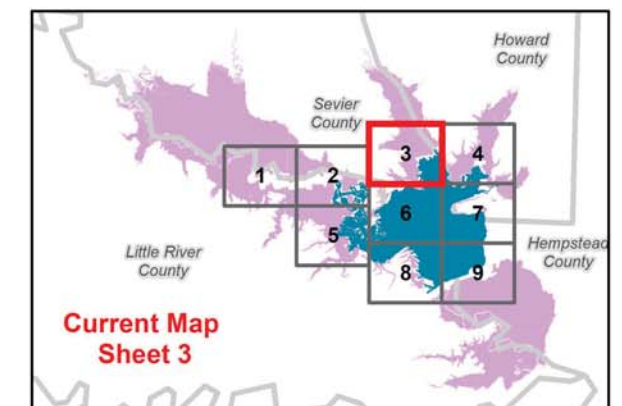 Howard
County
Sevier
County
3
4
1
2
6
7
5
Little River
County
Hempstead
County
8
9
Current Map
Sheet 3